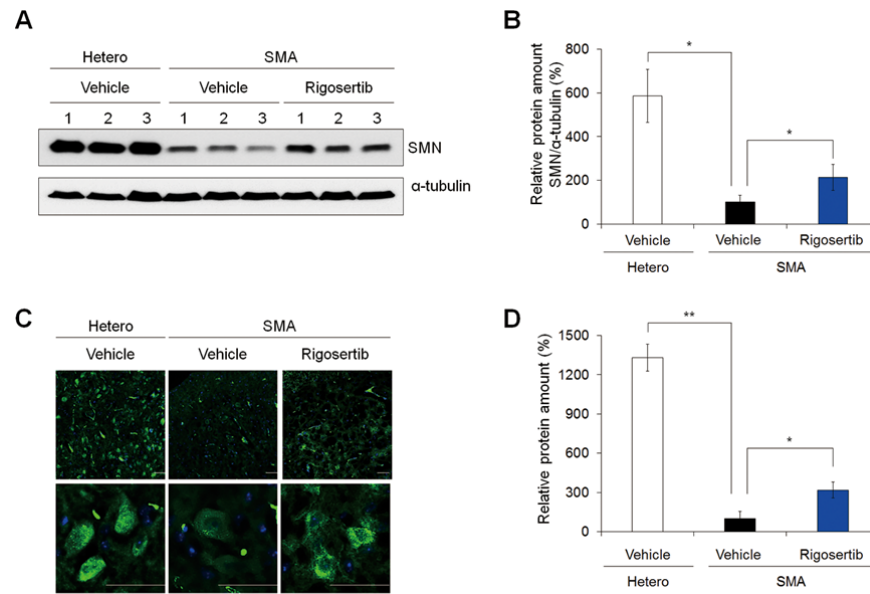 A
Hetero SMA
Vehicle Vehicle Rigosertib
1 2 3 1 2 3 1 2 3
SMN
α-tubulin
B
Relative protein amount
SMN/α-tubulin (%)
800
600
400
200
0
*
*
Vehicle Vehicle Rigosertib
Hetero SMA
C
Hetero SMA
Vehicle Vehicle Rigosertib
D
Relative protein amount (%)
1500
1200
900
600
300
0
**
*
Vehicle Vehicle Rigosertib
Hetero SMA